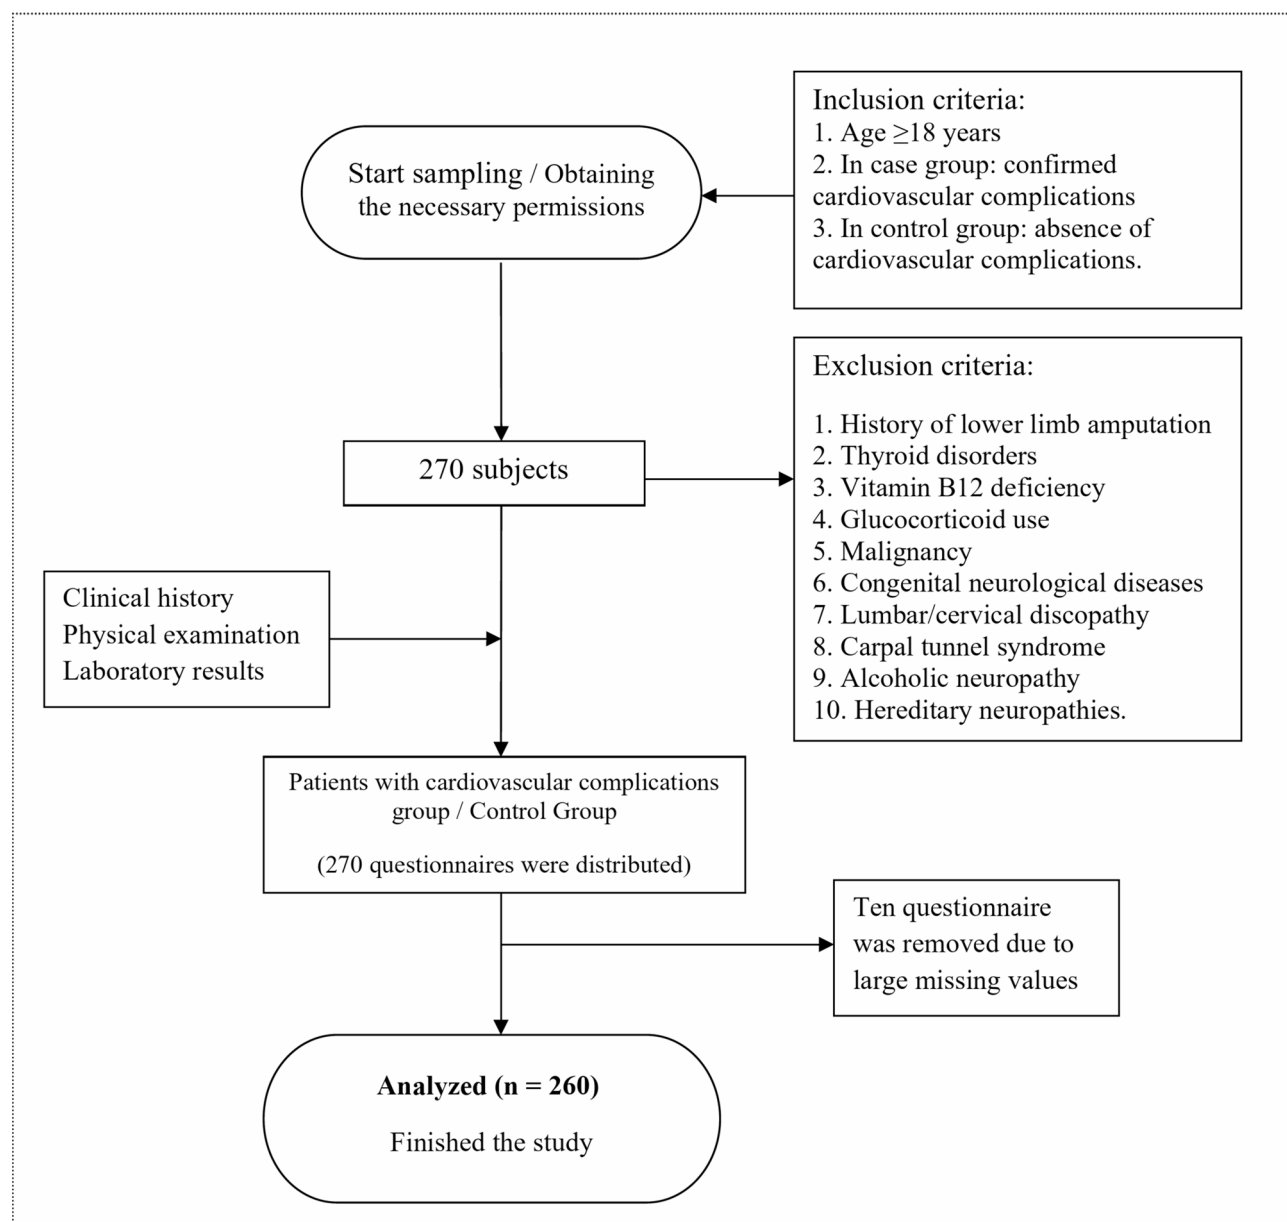 Inclusion criteria:
1. Age ≥18 years
2. In case group: confirmed
cardiovascular complications
3. In control group: absence of
cardiovascular complications.
Start sampling / Obtaining
the necessary permissions
Exclusion criteria:
1. History of lower limb amputation
2. Thyroid disorders
3. Vitamin B12 deficiency
4. Glucocorticoid use
5. Malignancy
6. Congenital neurological diseases
7. Lumbar/cervical discopathy
8. Carpal tunnel syndrome
9. Alcoholic neuropathy
10. Hereditary neuropathies.
270 subjects
Clinical history
Physical examination
Laboratory results
Patients with cardiovascular complications
group / Control Group
(270 questionnaires were distributed)
Ten questionnaire
was removed due to
large missing values
Analyzed (n = 260)
Finished the study